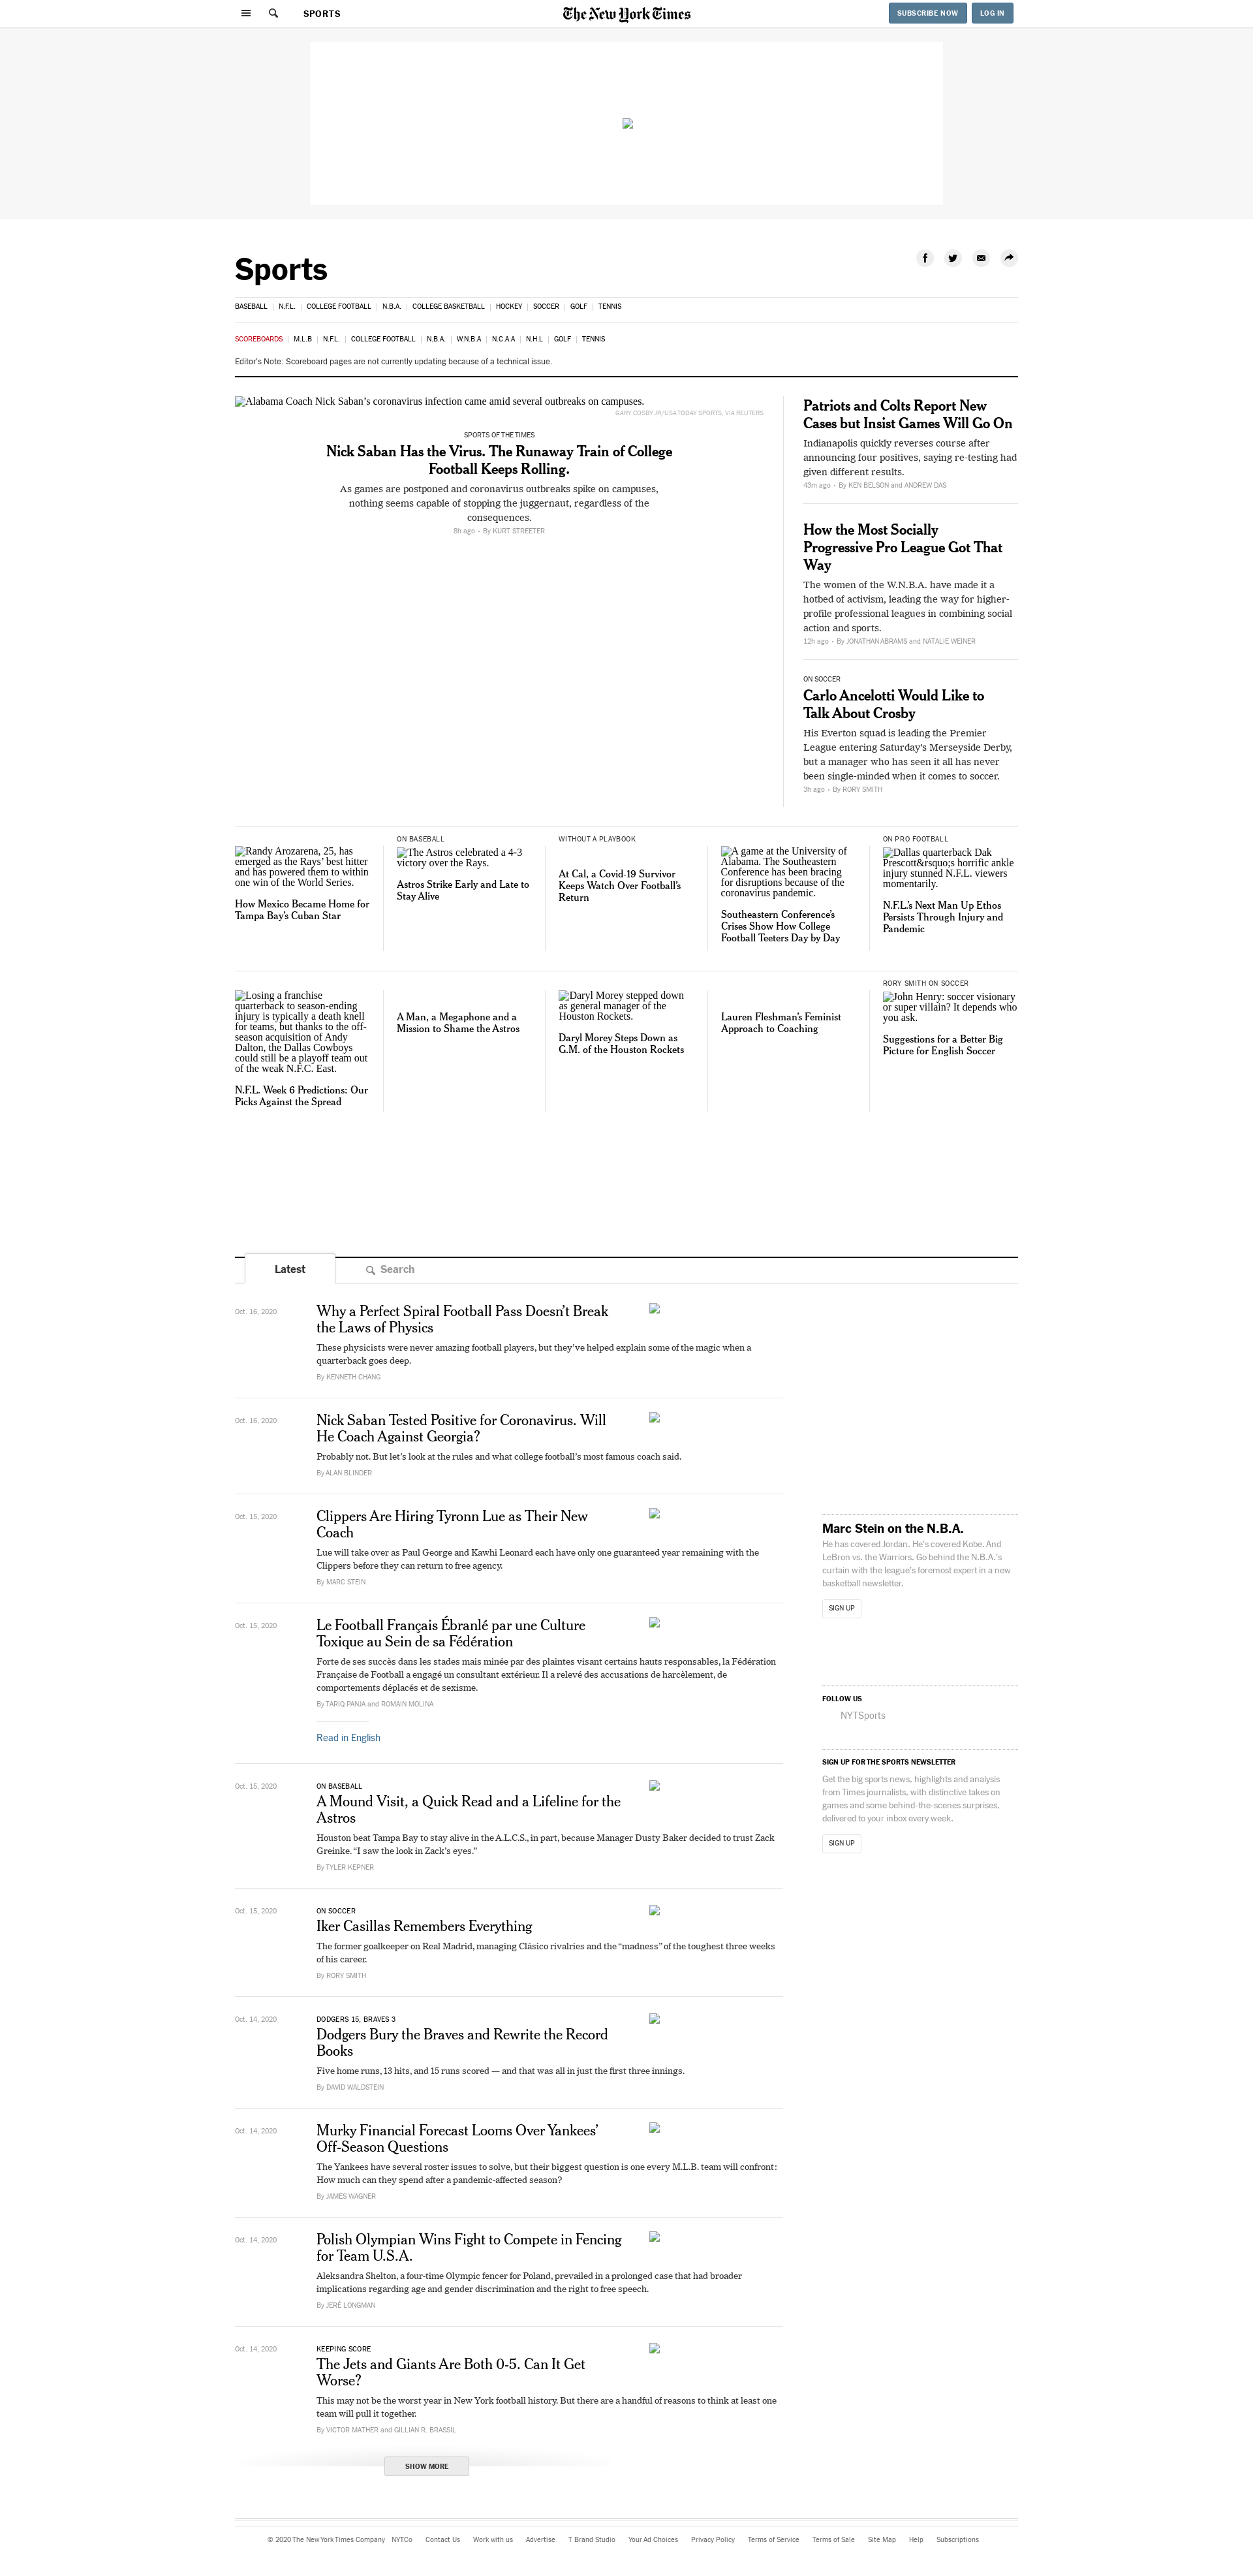 SPORTS
The New York Times
SUBSCRIBE NOW
LOG IN
Sports
BASEBALL | N.F.L. | COLLEGE FOOTBALL | N.B.A. | COLLEGE BASKETBALL | HOCKEY | SOCCER | GOLF | TENNIS
SCOREBOARDS | M.L.B | N.F.L. | COLLEGE FOOTBALL | N.B.A. | W.N.B.A | N.C.A.A | N.H.L | GOLF | TENNIS
Editor's Note: Scoreboard pages are not currently updating because of a technical issue.
Alabama Coach Nick Saban's coronavirus infection came amid several outbreaks on campuses.
GARY COSBY JR/USA TODAY SPORTS, VIA REUTERS
SPORTS OF THE TIMES
Nick Saban Has the Virus. The Runaway Train of College
Football Keeps Rolling.
As games are postponed and coronavirus outbreaks spike on campuses,
nothing seems capable of stopping the juggernaut, regardless of the
consequences.
8h ago • By KURT STREETER
Patriots and Colts Report New
Cases but Insist Games Will Go On
Indianapolis quickly reverses course after
announcing four positives, saying re-testing had
given different results.
43m ago • By KEN BELSON and ANDREW DAS
How the Most Socially
Progressive Pro League Got That
Way
The women of the W.N.B.A. have made it a
hotbed of activism, leading the way for higher-
profile professional leagues in combining social
action and sports.
12h ago • By JONATHAN ABRAMS and NATALIE WEINER
ON SOCCER
Carlo Ancelotti Would Like to
Talk About Crosby
His Everton squad is leading the Premier
League entering Saturday's Merseyside Derby,
but a manager who has seen it all has never
been single-minded when it comes to soccer.
3h ago • By RORY SMITH
Randy Arozarena, 25, has
emerged as the Rays' best hitter
and has powered them to within
one win of the World Series.
How Mexico Became Home for
Tampa Bay's Cuban Star
ON BASEBALL
The Astros celebrated a 4-3
victory over the Rays.
Astros Strike Early and Late to
Stay Alive
WITHOUT A PLAYBOOK
At Cal, a Covid-19 Survivor
Keeps Watch Over Football's
Return
A game at the University of
Alabama. The Southeastern
Conference has been bracing
for disruptions because of the
coronavirus pandemic.
Southeastern Conference's
Crises Show How College
Football Teeters Day by Day
ON PRO FOOTBALL
Dallas quarterback Dak
Prescott&rsquo;s horrific ankle
injury stunned N.F.L. viewers
momentarily.
N.F.L.'s Next Man Up Ethos
Persists Through Injury and
Pandemic
Losing a franchise
quarterback to season-ending
injury is typically a death knell
for teams, but thanks to the off-
season acquisition of Andy
Dalton, the Dallas Cowboys
could still be a playoff team out
of the weak N.F.C. East.
N.F.L. Week 6 Predictions: Our
Picks Against the Spread
A Man, a Megaphone and a
Mission to Shame the Astros
Daryl Morey stepped down
as general manager of the
Houston Rockets.
Daryl Morey Steps Down as
G.M. of the Houston Rockets
Lauren Fleshman's Feminist
Approach to Coaching
RORY SMITH ON SOCCER
John Henry: soccer visionary
or super villain? It depends who
you ask.
Suggestions for a Better Big
Picture for English Soccer
Latest
Search
Oct. 16, 2020
Why a Perfect Spiral Football Pass Doesn't Break
the Laws of Physics
These physicists were never amazing football players, but they've helped explain some of the magic when a
quarterback goes deep.
By KENNETH CHANG
Oct. 16, 2020
Nick Saban Tested Positive for Coronavirus. Will
He Coach Against Georgia?
Probably not. But let's look at the rules and what college football's most famous coach said.
By ALAN BLINDER
Oct. 15, 2020
Clippers Are Hiring Tyronn Lue as Their New
Coach
Lue will take over as Paul George and Kawhi Leonard each have only one guaranteed year remaining with the
Clippers before they can return to free agency.
By MARC STEIN
Oct. 15, 2020
Le Football Français Ébranlé par une Culture
Toxique au Sein de sa Fédération
Forte de ses succès dans les stades mais minée par des plaintes visant certains hauts responsables, la Fédération
Française de Football a engagé un consultant extérieur. Il a relevé des accusations de harcèlement, de
comportements déplacés et de sexisme.
By TARIQ PANJA and ROMAIN MOLINA
Read in English
Oct. 15, 2020
ON BASEBALL
A Mound Visit, a Quick Read and a Lifeline for the
Astros
Houston beat Tampa Bay to stay alive in the A.L.C.S., in part, because Manager Dusty Baker decided to trust Zack
Greinke. “I saw the look in Zack's eyes.”
By TYLER KEPNER
Oct. 15, 2020
ON SOCCER
Iker Casillas Remembers Everything
The former goalkeeper on Real Madrid, managing Clásico rivalries and the “madness” of the toughest three weeks
of his career.
By RORY SMITH
Oct. 14, 2020
DODGERS 15, BRAVES 3
Dodgers Bury the Braves and Rewrite the Record
Books
Five home runs, 13 hits, and 15 runs scored — and that was all in just the first three innings.
By DAVID WALDSTEIN
Oct. 14, 2020
Murky Financial Forecast Looms Over Yankees'
Off-Season Questions
The Yankees have several roster issues to solve, but their biggest question is one every M.L.B. team will confront:
How much can they spend after a pandemic-affected season?
By JAMES WAGNER
Oct. 14, 2020
Polish Olympian Wins Fight to Compete in Fencing
for Team U.S.A.
Aleksandra Shelton, a four-time Olympic fencer for Poland, prevailed in a prolonged case that had broader
implications regarding age and gender discrimination and the right to free speech.
By JERÉ LONGMAN
Oct. 14, 2020
KEEPING SCORE
The Jets and Giants Are Both 0-5. Can It Get
Worse?
This may not be the worst year in New York football history. But there are a handful of reasons to think at least one
team will pull it together.
By VICTOR MATHER and GILLIAN R. BRASSIL
SHOW MORE
Marc Stein on the N.B.A.
He has covered Jordan. He's covered Kobe. And
LeBron vs. the Warriors. Go behind the N.B.A.'s
curtain with the league's foremost expert in a new
basketball newsletter.
SIGN UP
FOLLOW US
NYTSports
SIGN UP FOR THE SPORTS NEWSLETTER
Get the big sports news, highlights and analysis
from Times journalists, with distinctive takes on
games and some behind-the-scenes surprises,
delivered to your inbox every week.
SIGN UP
© 2020 The New York Times Company NYTCo Contact Us Work with us Advertise T Brand Studio Your Ad Choices Privacy Policy Terms of Service Terms of Sale Site Map Help Subscriptions